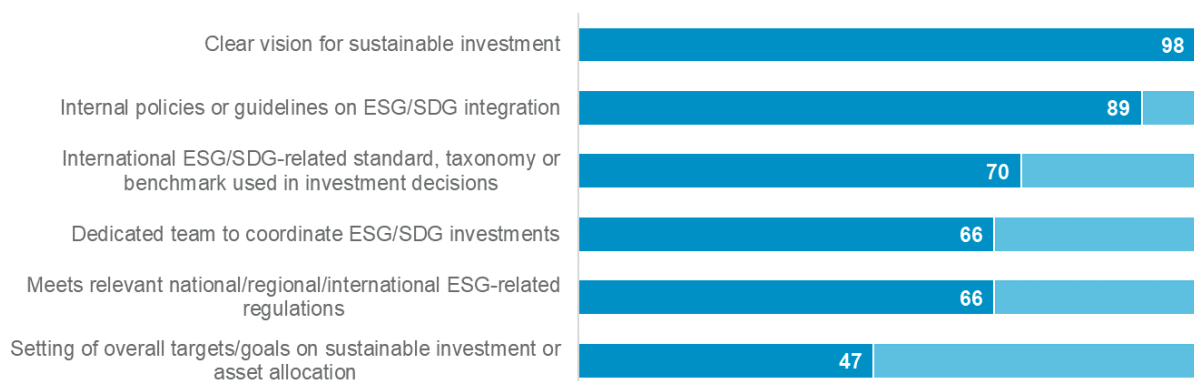 Clear vision for sustainable investment
98
Internal policies or guidelines on ESG/SDG integration
89
International ESG/SDG-related standard, taxonomy or
benchmark used in investment decisions
70
Dedicated team to coordinate ESG/SDG investments
66
Meets relevant national/regional/international ESG-related
regulations
66
Setting of overall targets/goals on sustainable investment or
asset allocation
47